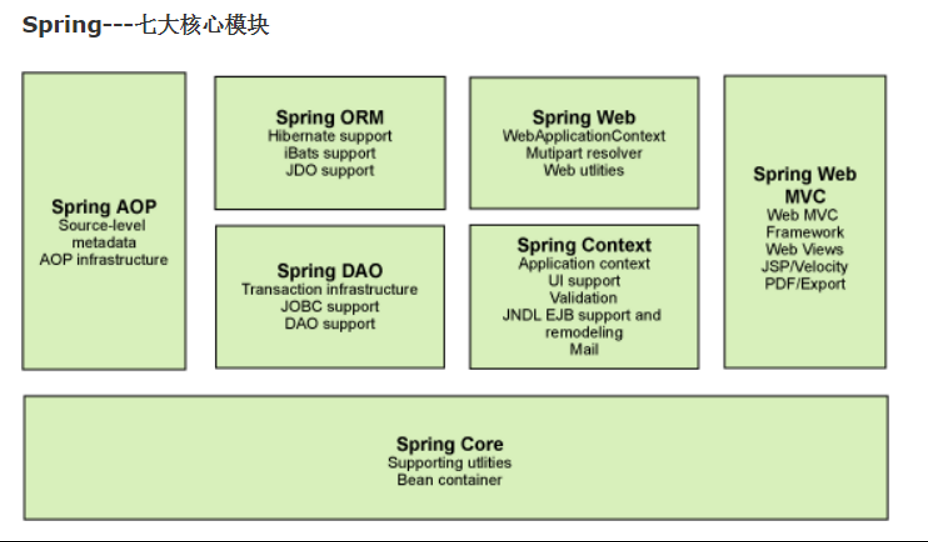 Spring---七大核心模块
Spring AOP
Source-level
metadata
AOP infrastructure
Spring ORM
Hibernate support
iBats support
JDO support
Spring Web
WebApplicationContext
Mutipart resolver
Web utlities
Spring Web
MVC
Web MVC
Framework
Web Views
JSP/Velocity
PDF/Export
Spring DAO
Transaction infrastructure
JOBC support
DAO support
Spring Context
Application context
UI support
Validation
JNDL EJB support and
remodeling
Mail
Spring Core
Supporting utlities
Bean container